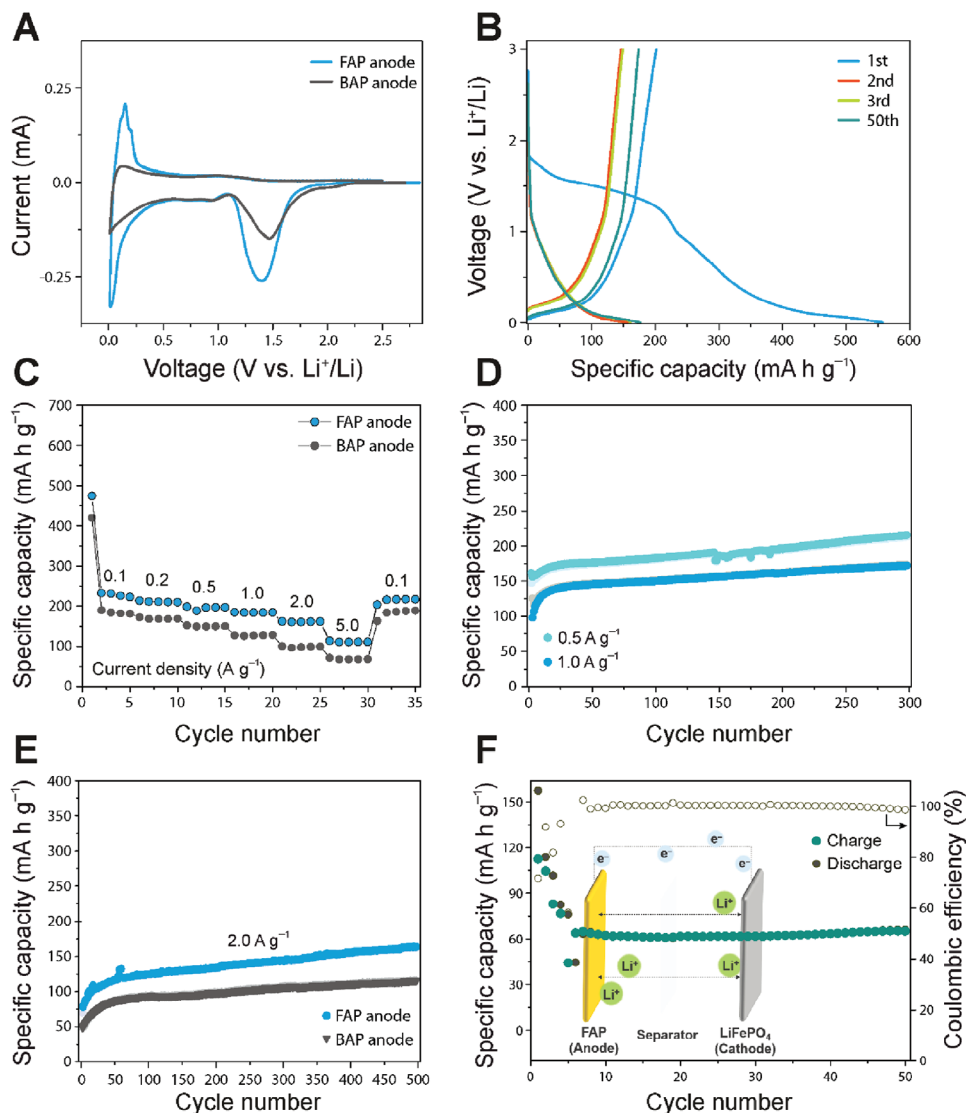 A
FAP anode
BAP anode
0.25
0.0
-0.25
Current (mA)
0.0 0.5 1.0 1.5 2.0 2.5
Voltage (V vs. Li⁺/Li)
B
1st
2nd
3rd
50th
3
2
1
0
Voltage (V vs. Li⁺/Li)
0 100 200 300 400 500 600
Specific capacity (mA h g⁻¹)
C
FAP anode
BAP anode
700
600
500
400
300
200
100
0
Specific capacity (mA h g⁻¹)
0.1 0.2 0.5 1.0 2.0 5.0 0.1
Current density (A g⁻¹)
0 5 10 15 20 25 30 35
Cycle number
D
400
350
300
250
200
150
100
50
0
Specific capacity (mA h g⁻¹)
0.5 A g⁻¹
1.0 A g⁻¹
0 50 100 150 200 250 300
Cycle number
E
400
350
300
250
200
150
100
50
0
Specific capacity (mA h g⁻¹)
2.0 A g⁻¹
FAP anode
BAP anode
0 50 100 150 200 250 300 350 400 450 500
Cycle number
F
150
120
90
60
30
0
Specific capacity (mA h g⁻¹)
100
80
60
40
20
0
Coulombic efficiency (%)
Charge
Discharge
e⁻
e⁻
e⁻
e⁻
Li⁺
Li⁺
Li⁺
Li⁺
FAP
(Anode)
Separator
LiFePO₄
(Cathode)
0 10 20 30 40 50
Cycle number